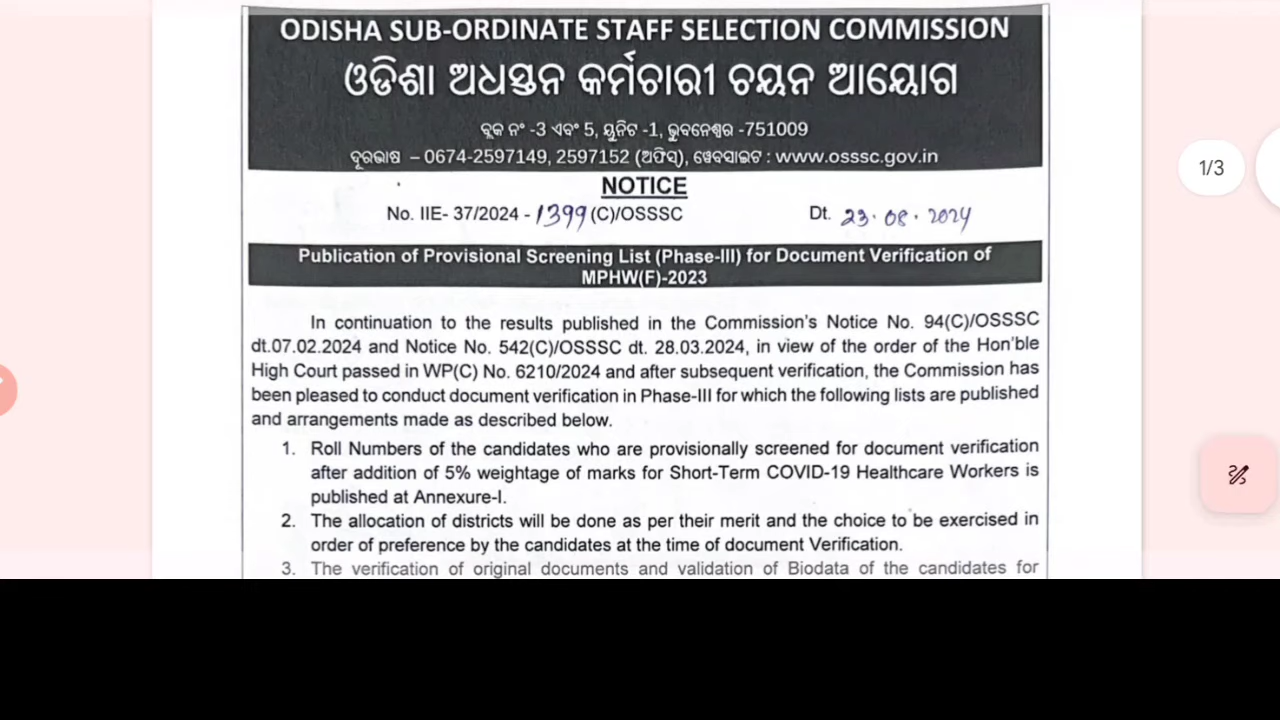 ODISHA SUB-ORDINATE STAFF SELECTION COMMISSION
ଓଡିଶା ଅଧସ୍ତନ କର୍ମଚାରୀ ଚୟନ ଆୟୋଗ
ବ୍ଲକ ନଂ -3 ଏବଂ 5, ୟୁନିଟ -1, ଭୁବନେଶ୍ୱର -751009
ଦୂରଭାଷ – 0674-2597149, 2597152 (ଅଫିସ୍), ୱେବସାଇଟ : www.osssc.gov.in
NOTICE
No. IIE- 37/2024 - 1399 (C)/OSSSC Dt. 23.08.2024
Publication of Provisional Screening List (Phase-III) for Document Verification of
MPHW(F)-2023
In continuation to the results published in the Commission's Notice No. 94(C)/OSSSC
dt.07.02.2024 and Notice No. 542(C)/OSSSC dt. 28.03.2024, in view of the order of the Hon'ble
High Court passed in WP(C) No. 6210/2024 and after subsequent verification, the Commission has
been pleased to conduct document verification in Phase-III for which the following lists are published
and arrangements made as described below.
1. Roll Numbers of the candidates who are provisionally screened for document verification
after addition of 5% weightage of marks for Short-Term COVID-19 Healthcare Workers is
published at Annexure-I.
2. The allocation of districts will be done as per their merit and the choice to be exercised in
order of preference by the candidates at the time of document Verification.
3. The verification of original documents and validation of Biodata of the candidates for
1/3